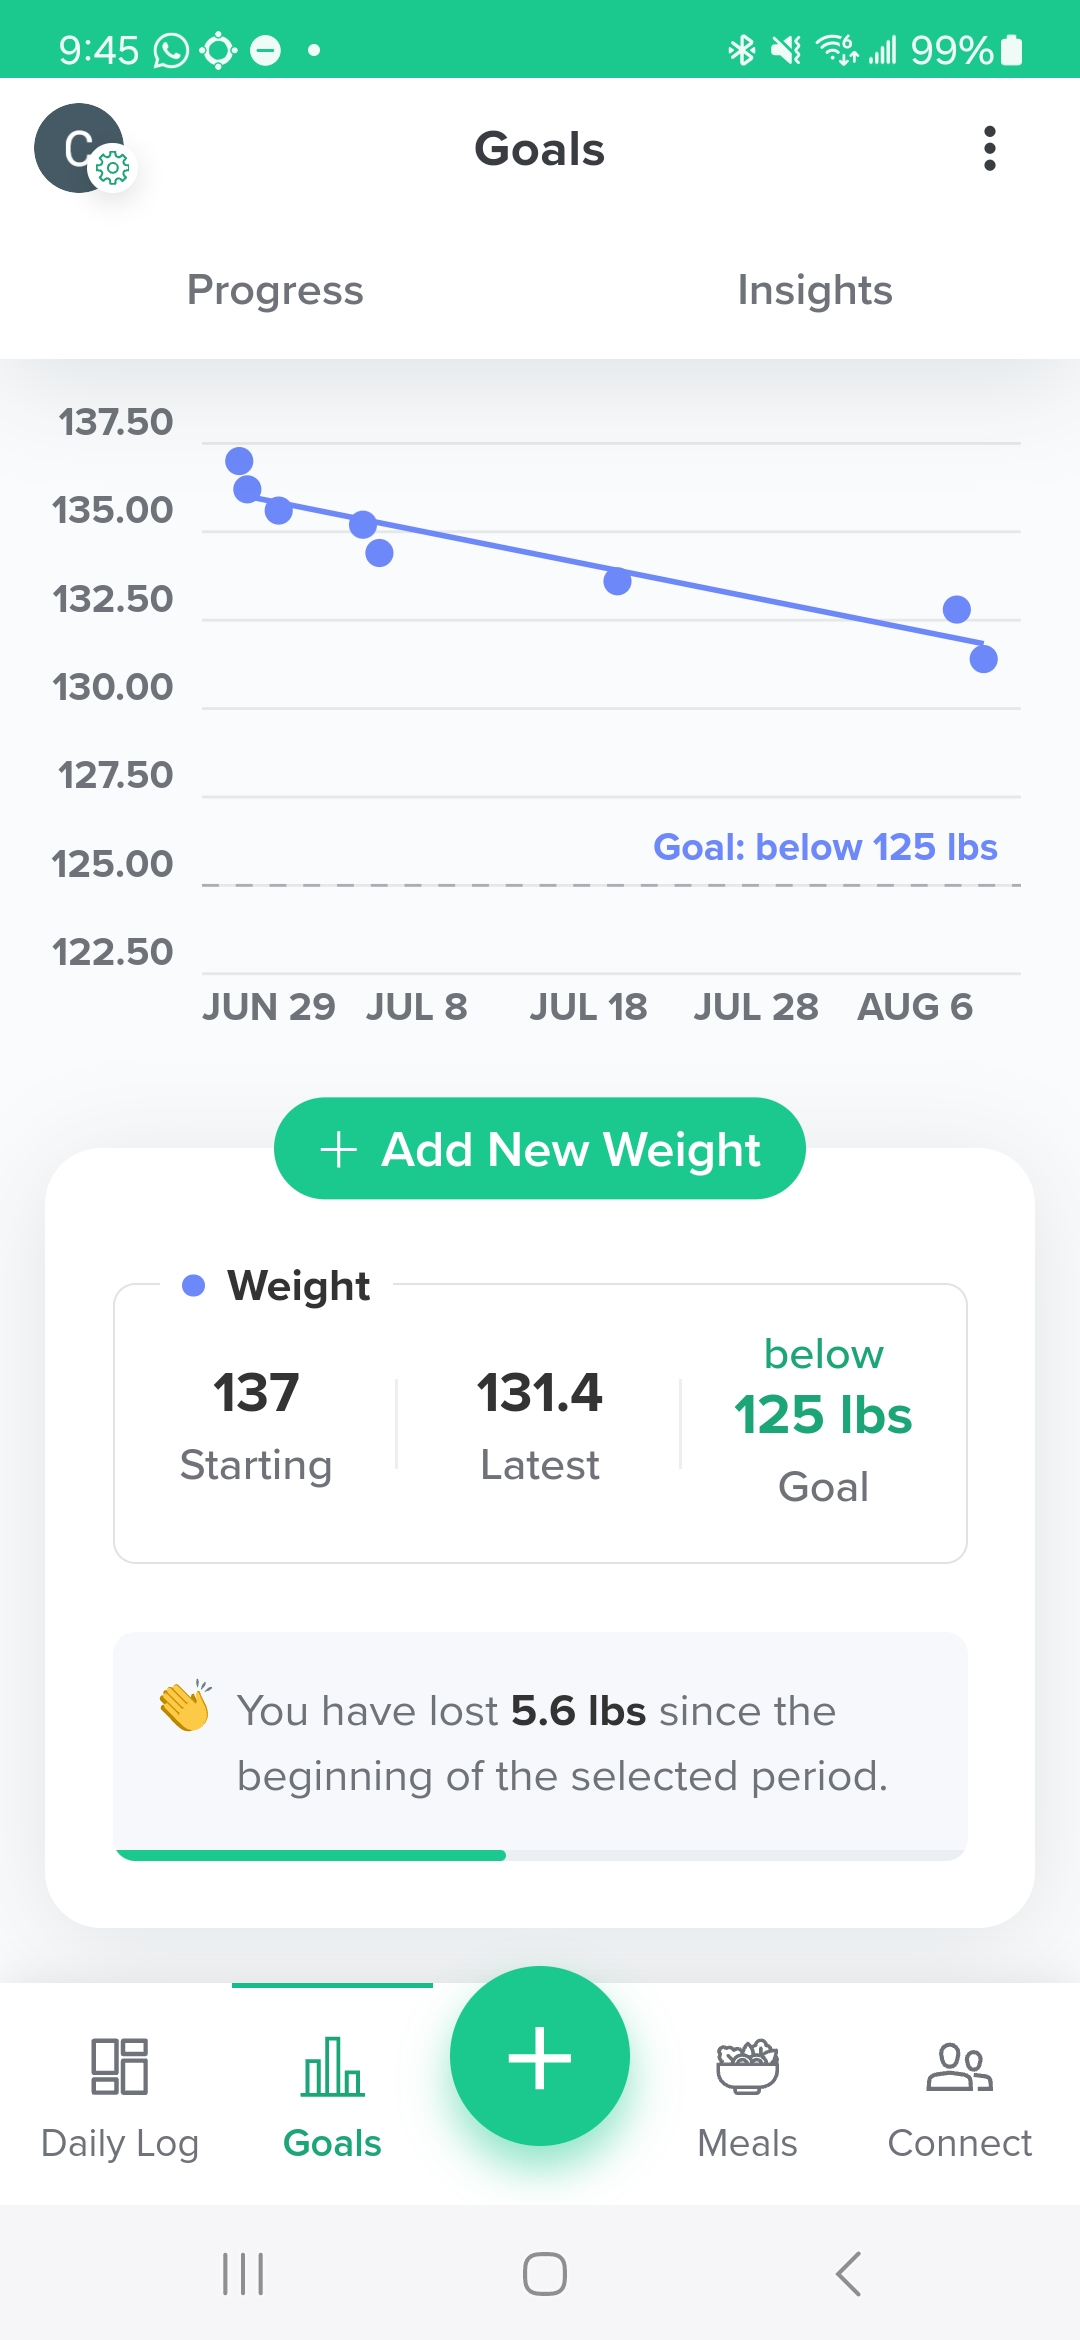 9:45
6
99%
C
Goals
Progress
Insights
137.50
135.00
132.50
130.00
127.50
Goal: below 125 lbs
125.00
122.50
JUN 29 JUL 8 JUL 18 JUL 28 AUG 6
+ Add New Weight
Weight
below
137 131.4 125 lbs
Starting Latest Goal
You have lost 5.6 lbs since the
beginning of the selected period.
Daily Log Goals Meals Connect